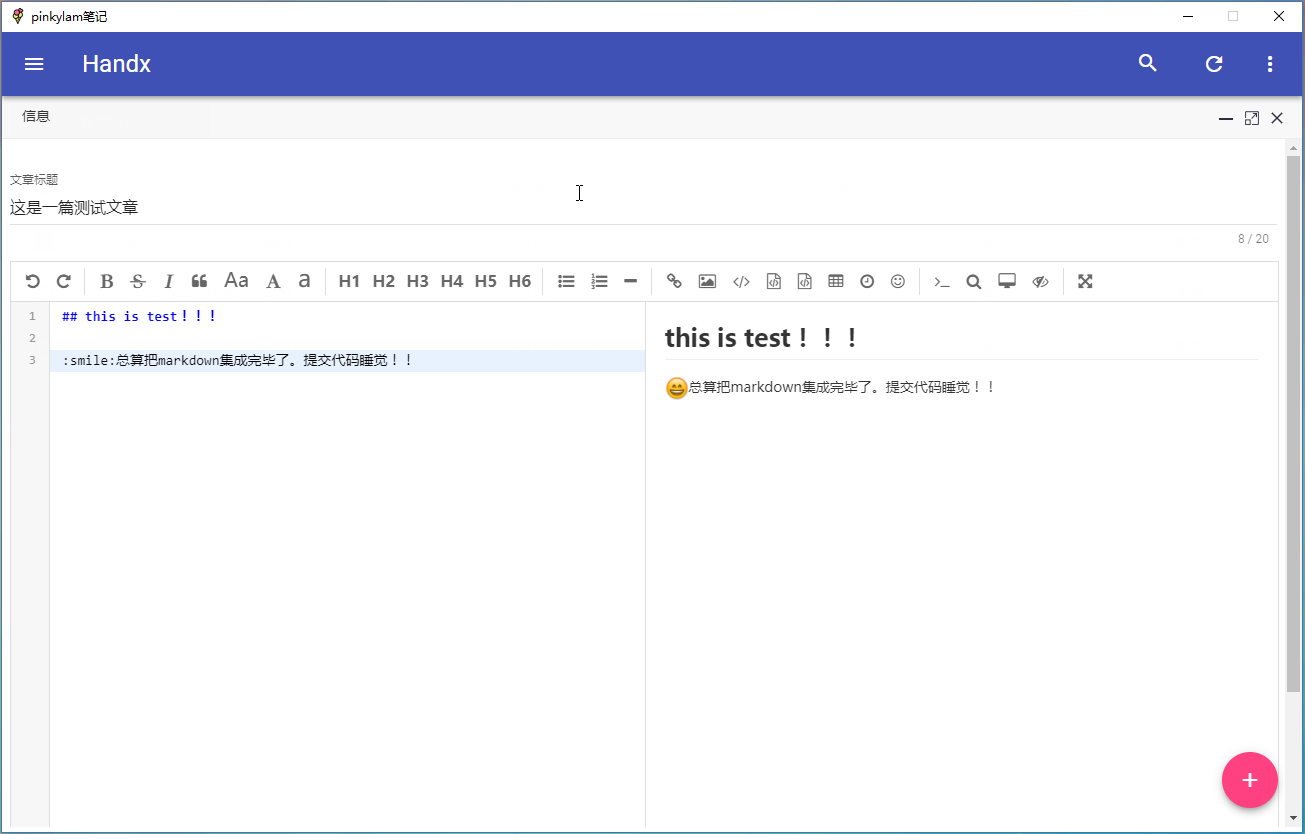 pinkylam笔记
Handx
信息
文章标题
这是一篇测试文章
8 / 20
B S I Aa A a H1 H2 H3 H4 H5 H6
1 ## this is test！！！
2
3 :smile:总算把markdown集成完毕了。提交代码睡觉！！
this is test！！！
总算把markdown集成完毕了。提交代码睡觉！！